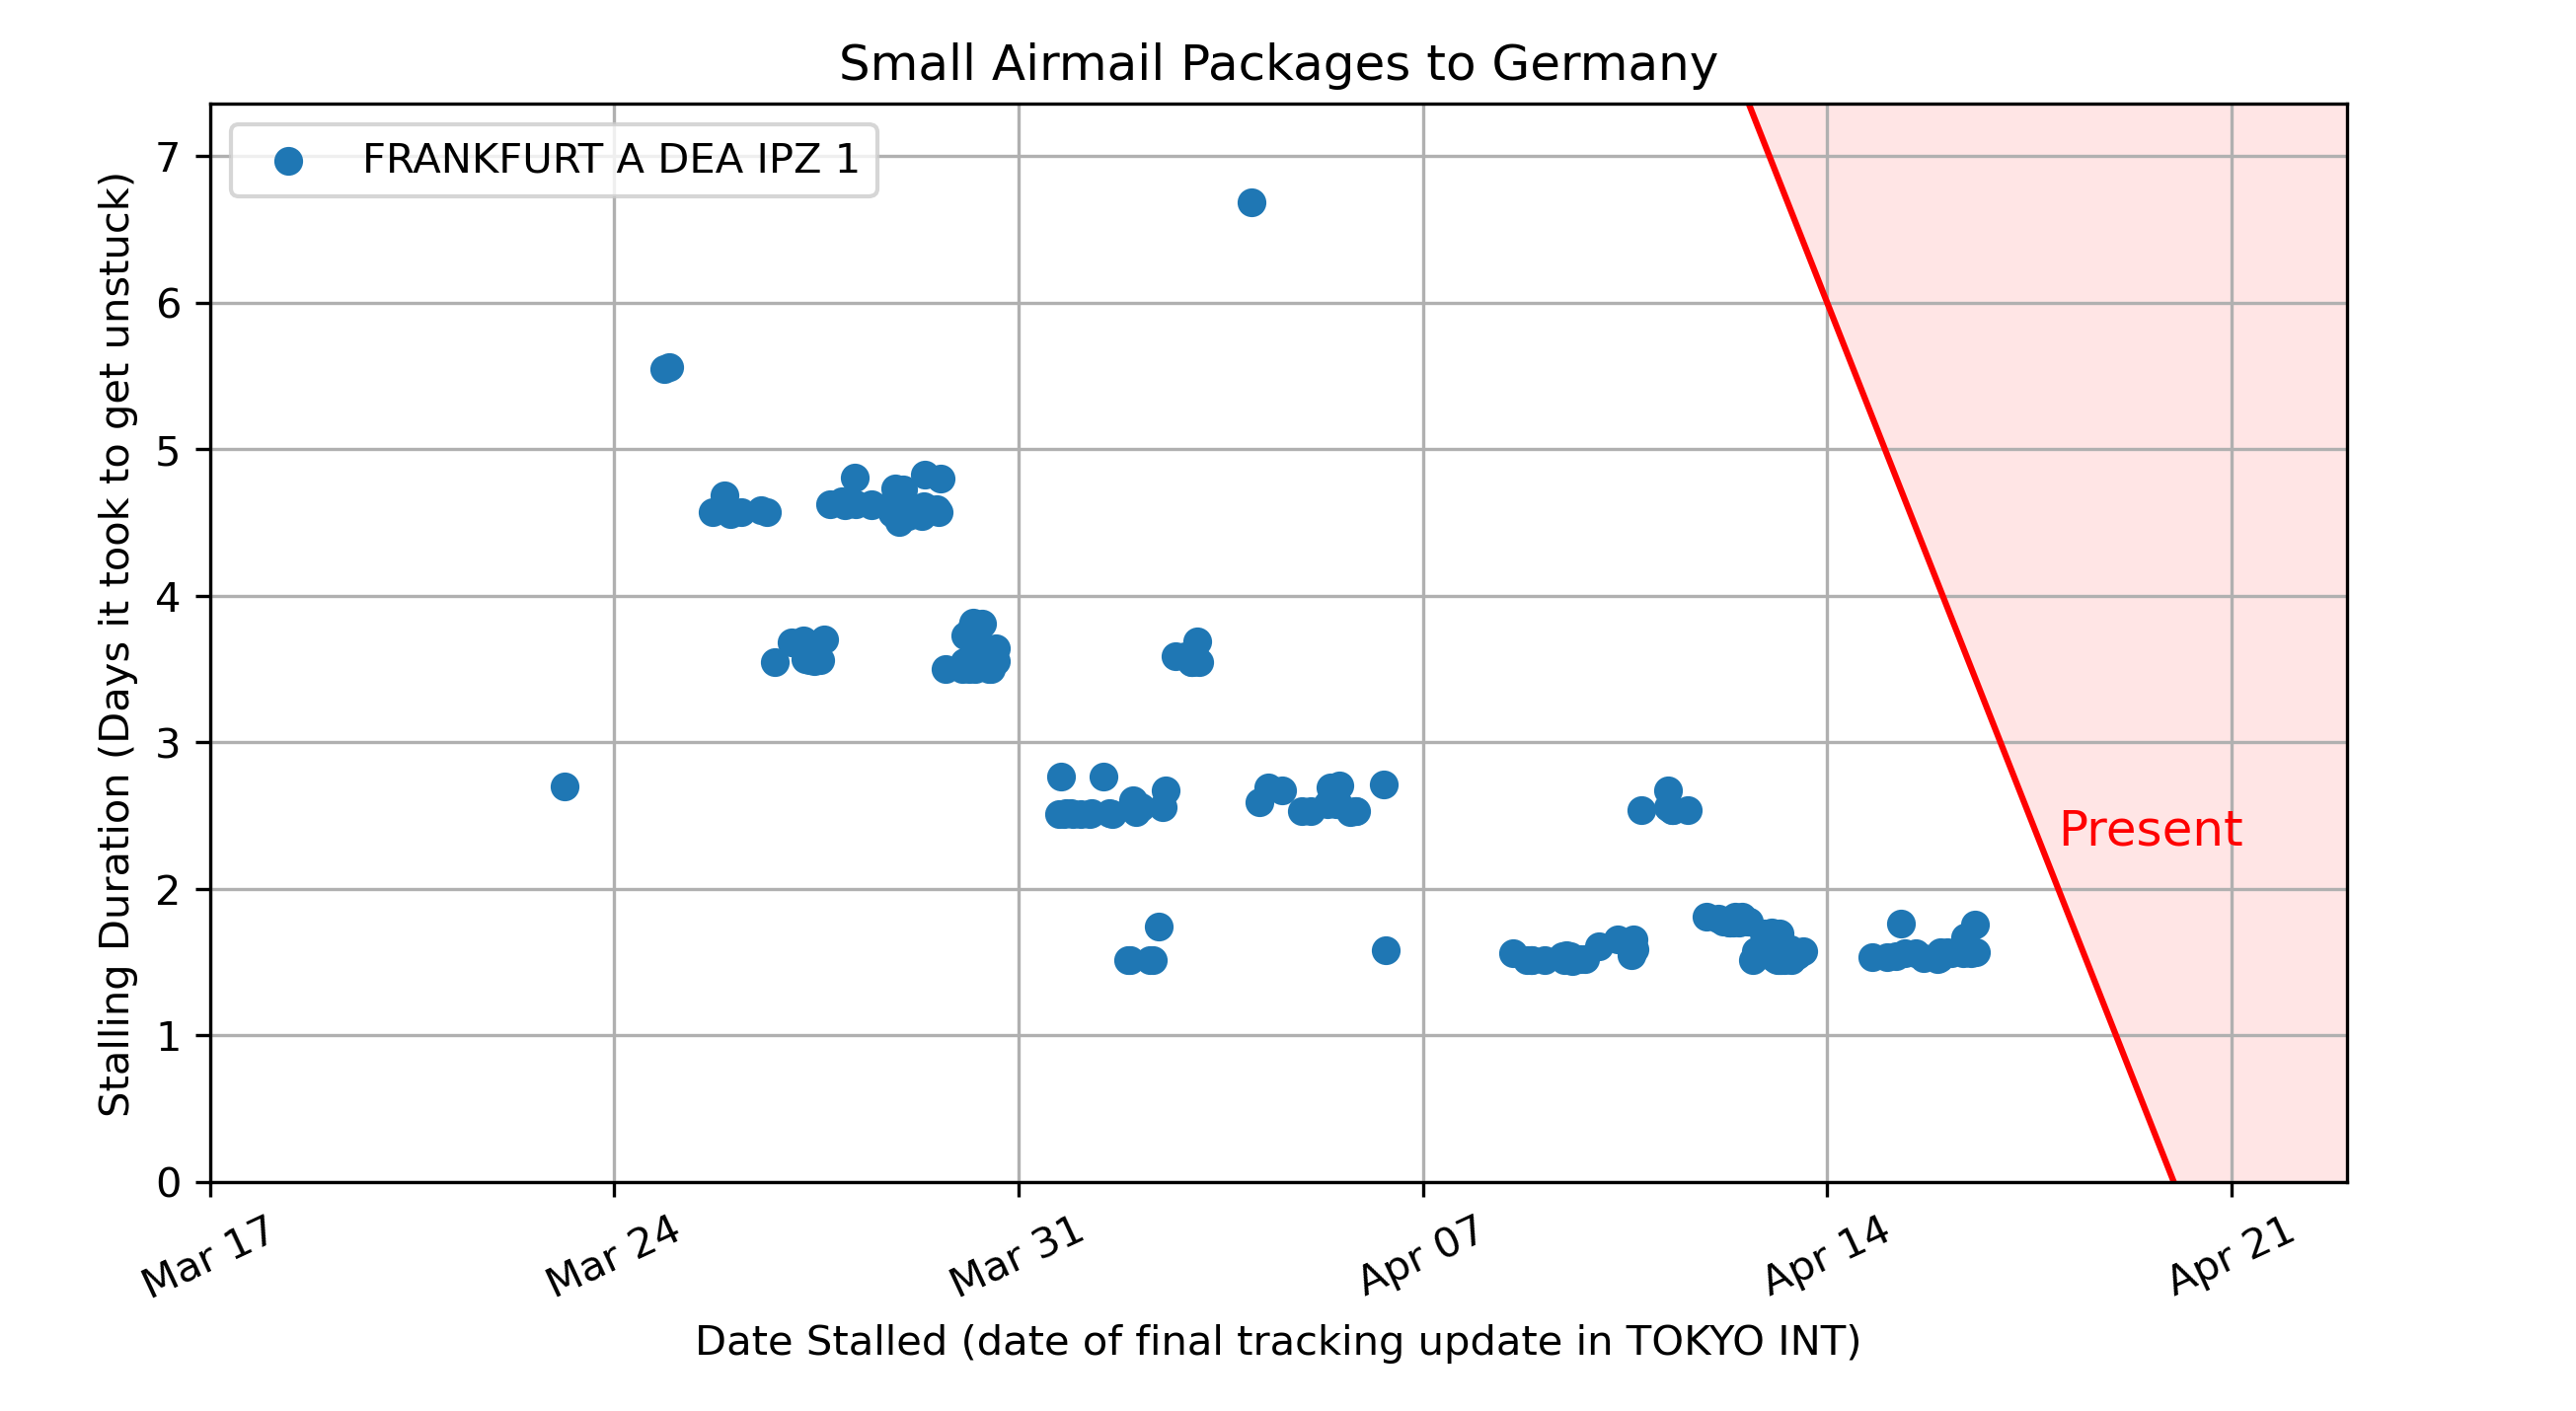 Small Airmail Packages to Germany
FRANKFURT A DEA IPZ 1
Stalling Duration (Days it took to get unstuck)
7
6
5
4
3
2
1
0
Present
Mar 17
Mar 24
Mar 31
Apr 07
Apr 14
Apr 21
Date Stalled (date of final tracking update in TOKYO INT)